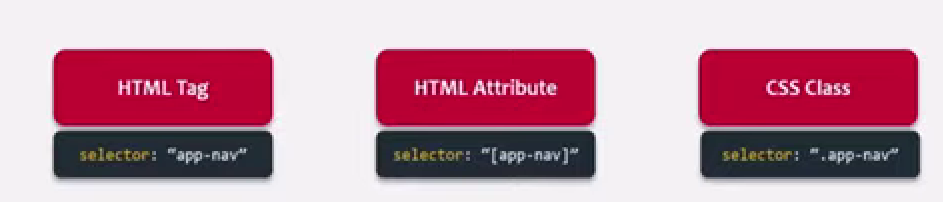 HTML Tag
selector: “app-nav”
HTML Attribute
selector: “[app-nav]”
CSS Class
selector: “.app-nav”